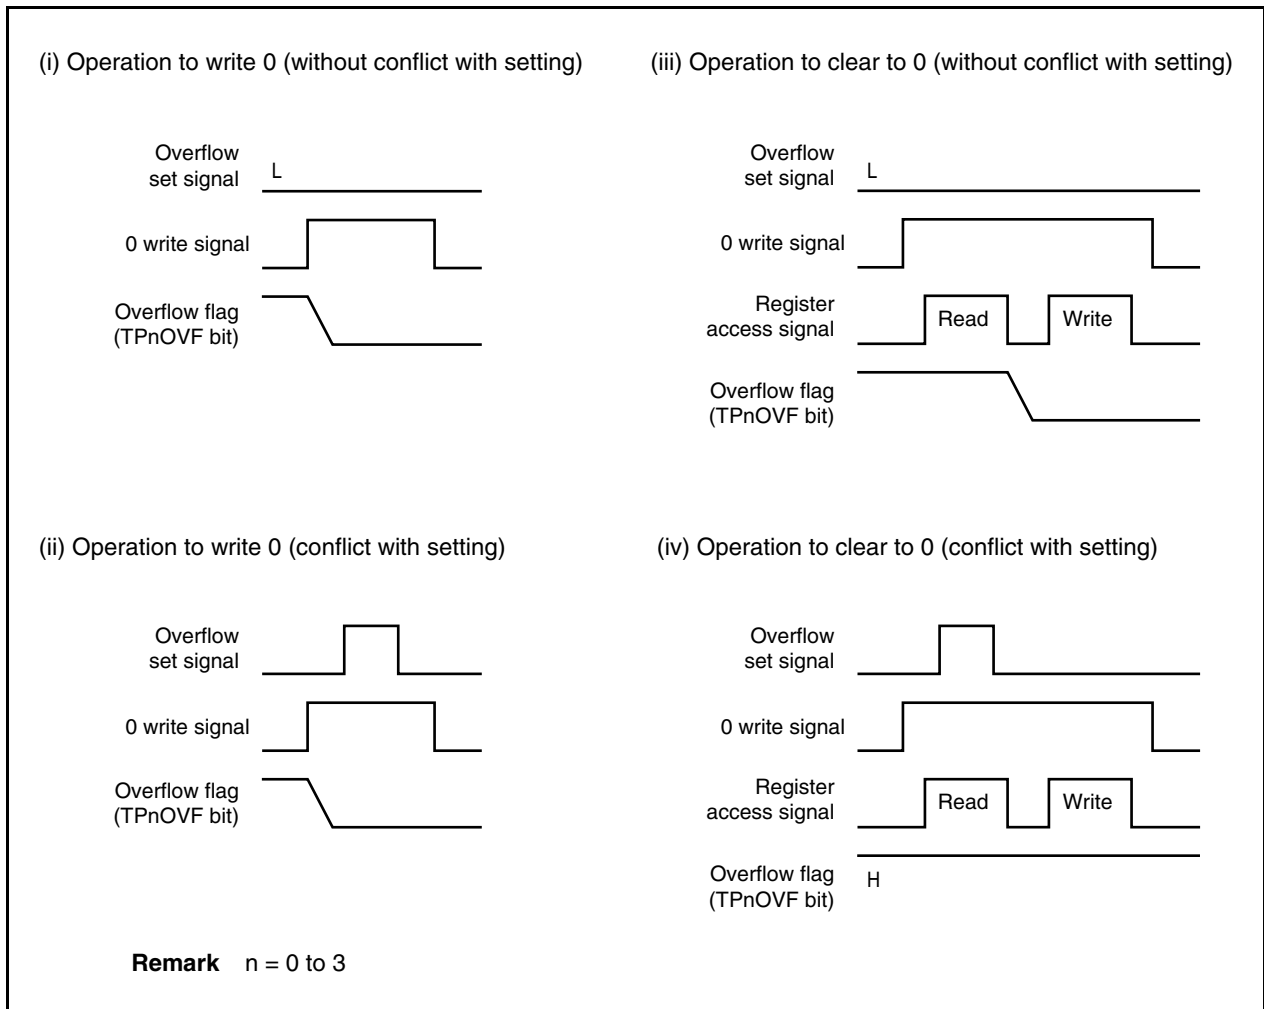 (i) Operation to write 0 (without conflict with setting)
Overflow
set signal
L
0 write signal
Overflow flag
(TPnOVF bit)
(iii) Operation to clear to 0 (without conflict with setting)
Overflow
set signal
L
0 write signal
Register
access signal
Read
Write
Overflow flag
(TPnOVF bit)
(ii) Operation to write 0 (conflict with setting)
Overflow
set signal
0 write signal
Overflow flag
(TPnOVF bit)
(iv) Operation to clear to 0 (conflict with setting)
Overflow
set signal
0 write signal
Register
access signal
Read
Write
Overflow flag
(TPnOVF bit)
H
Remark n = 0 to 3